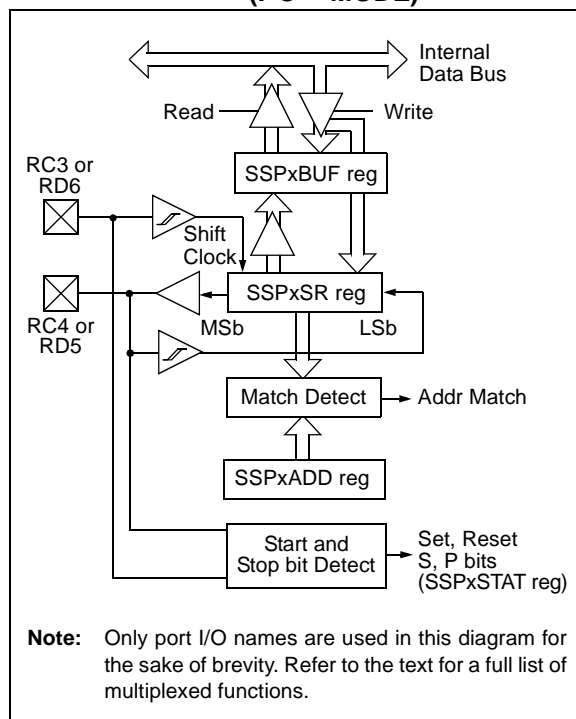 Internal
Data Bus
Read
Write
RC3 or
RD6
SSPxBUF reg
Shift
Clock
SSPxSR reg
MSb
LSb
RC4 or
RD5
Match Detect
Addr Match
SSPxADD reg
Start and
Stop bit Detect
Set, Reset
S, P bits
(SSPxSTAT reg)
Note: Only port I/O names are used in this diagram for
the sake of brevity. Refer to the text for a full list of
multiplexed functions.